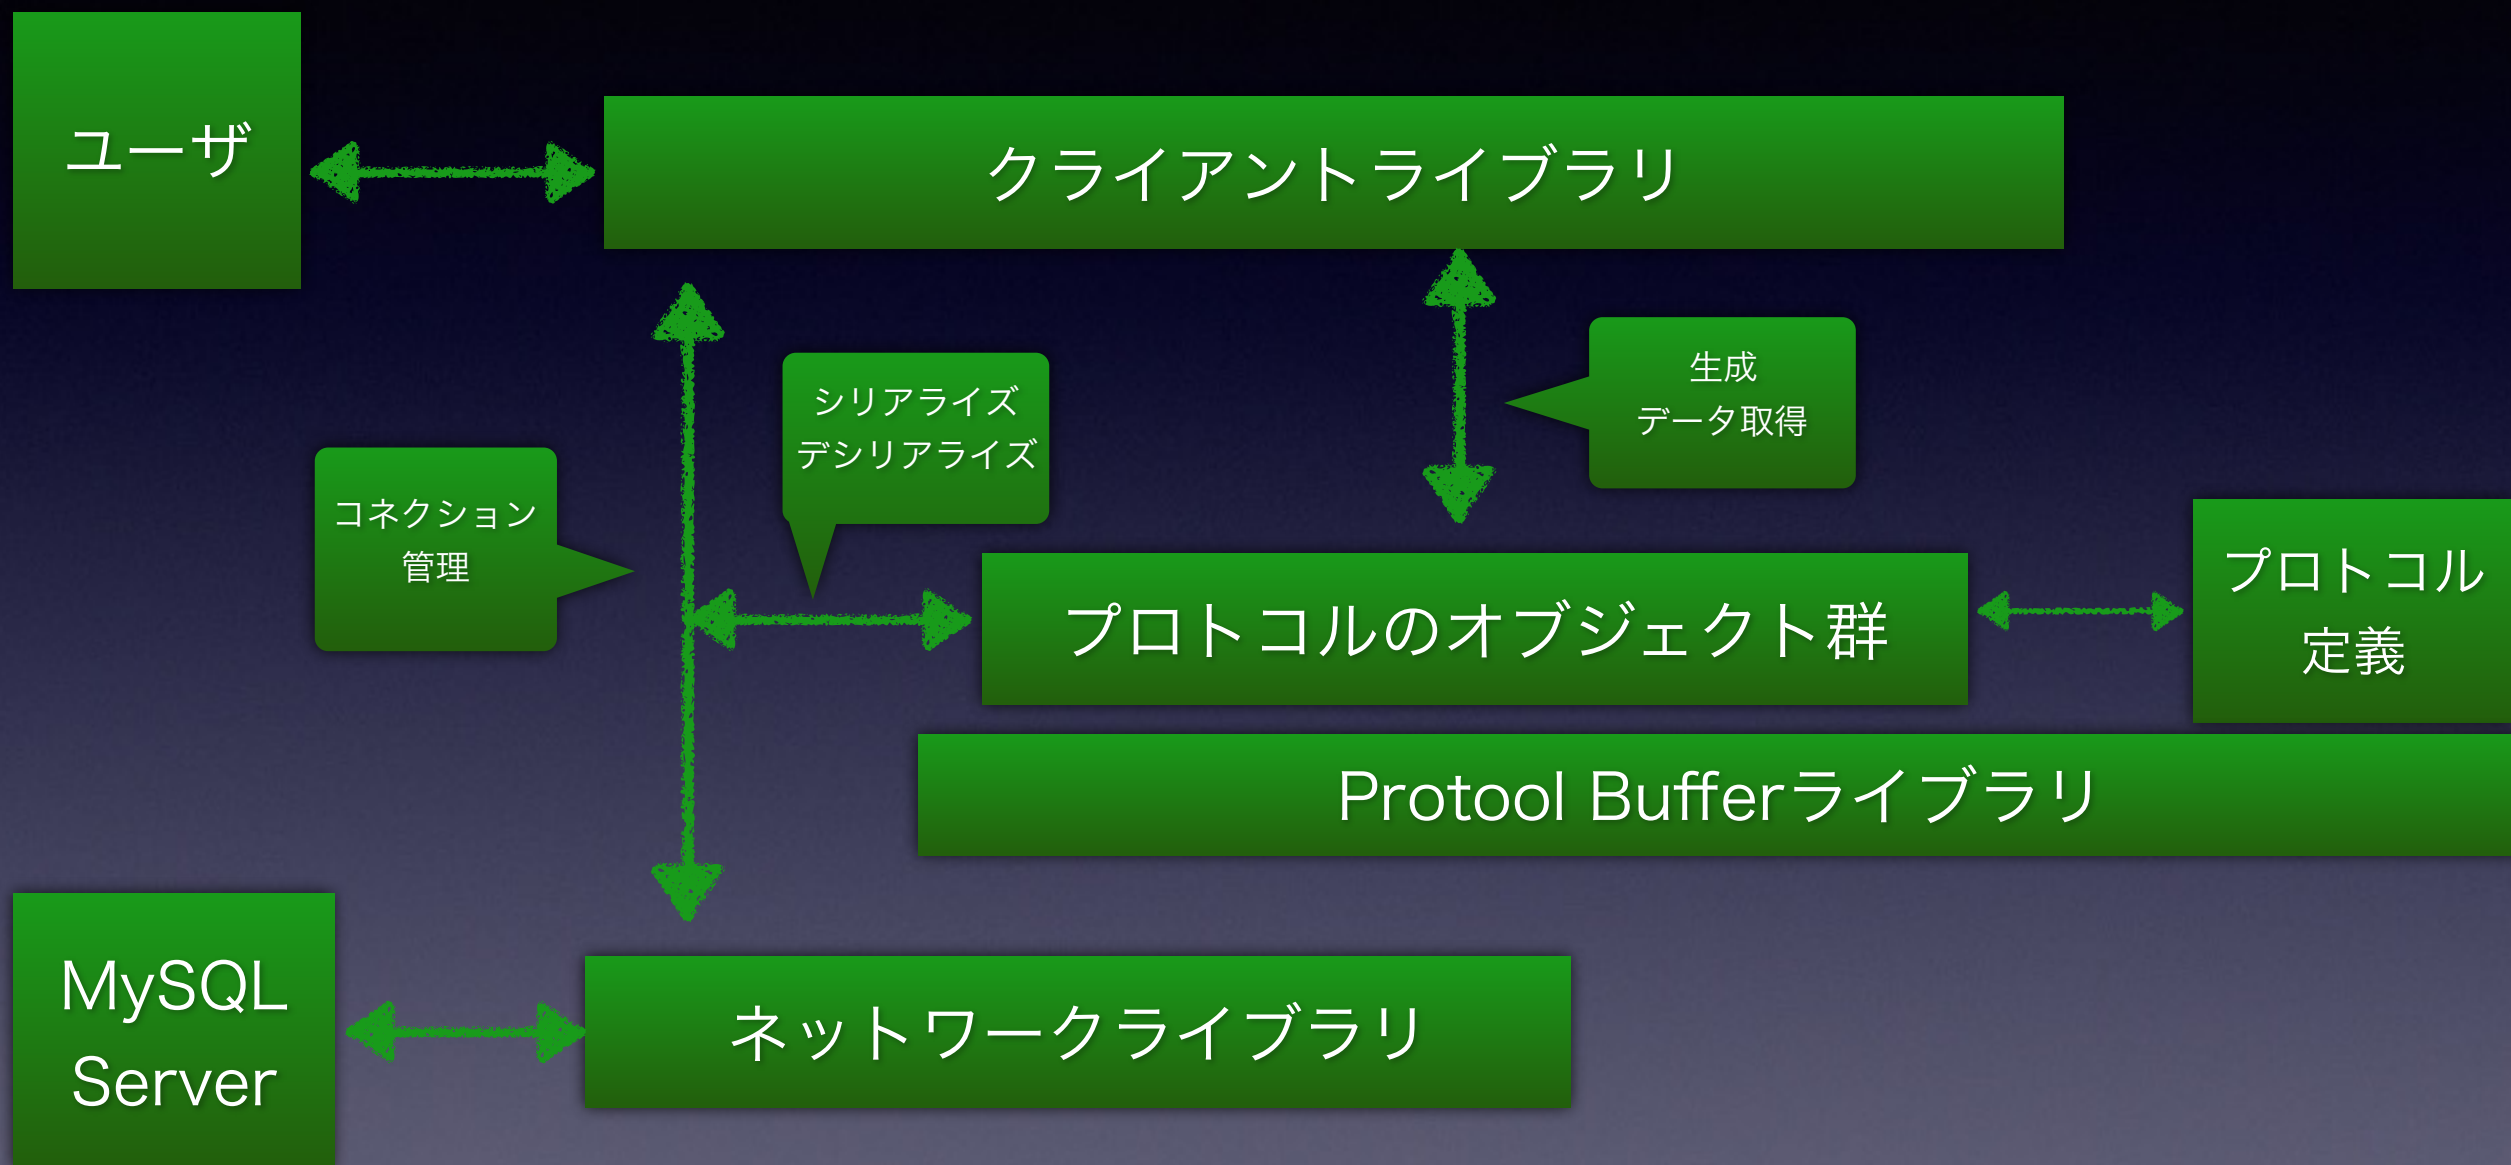 ユーザ
クライアントライブラリ
生成
データ取得
シリアライズ
デシリアライズ
コネクション
管理
プロトコルのオブジェクト群
プロトコル
定義
Protool Bufferライブラリ
MySQL
Server
ネットワークライブラリ